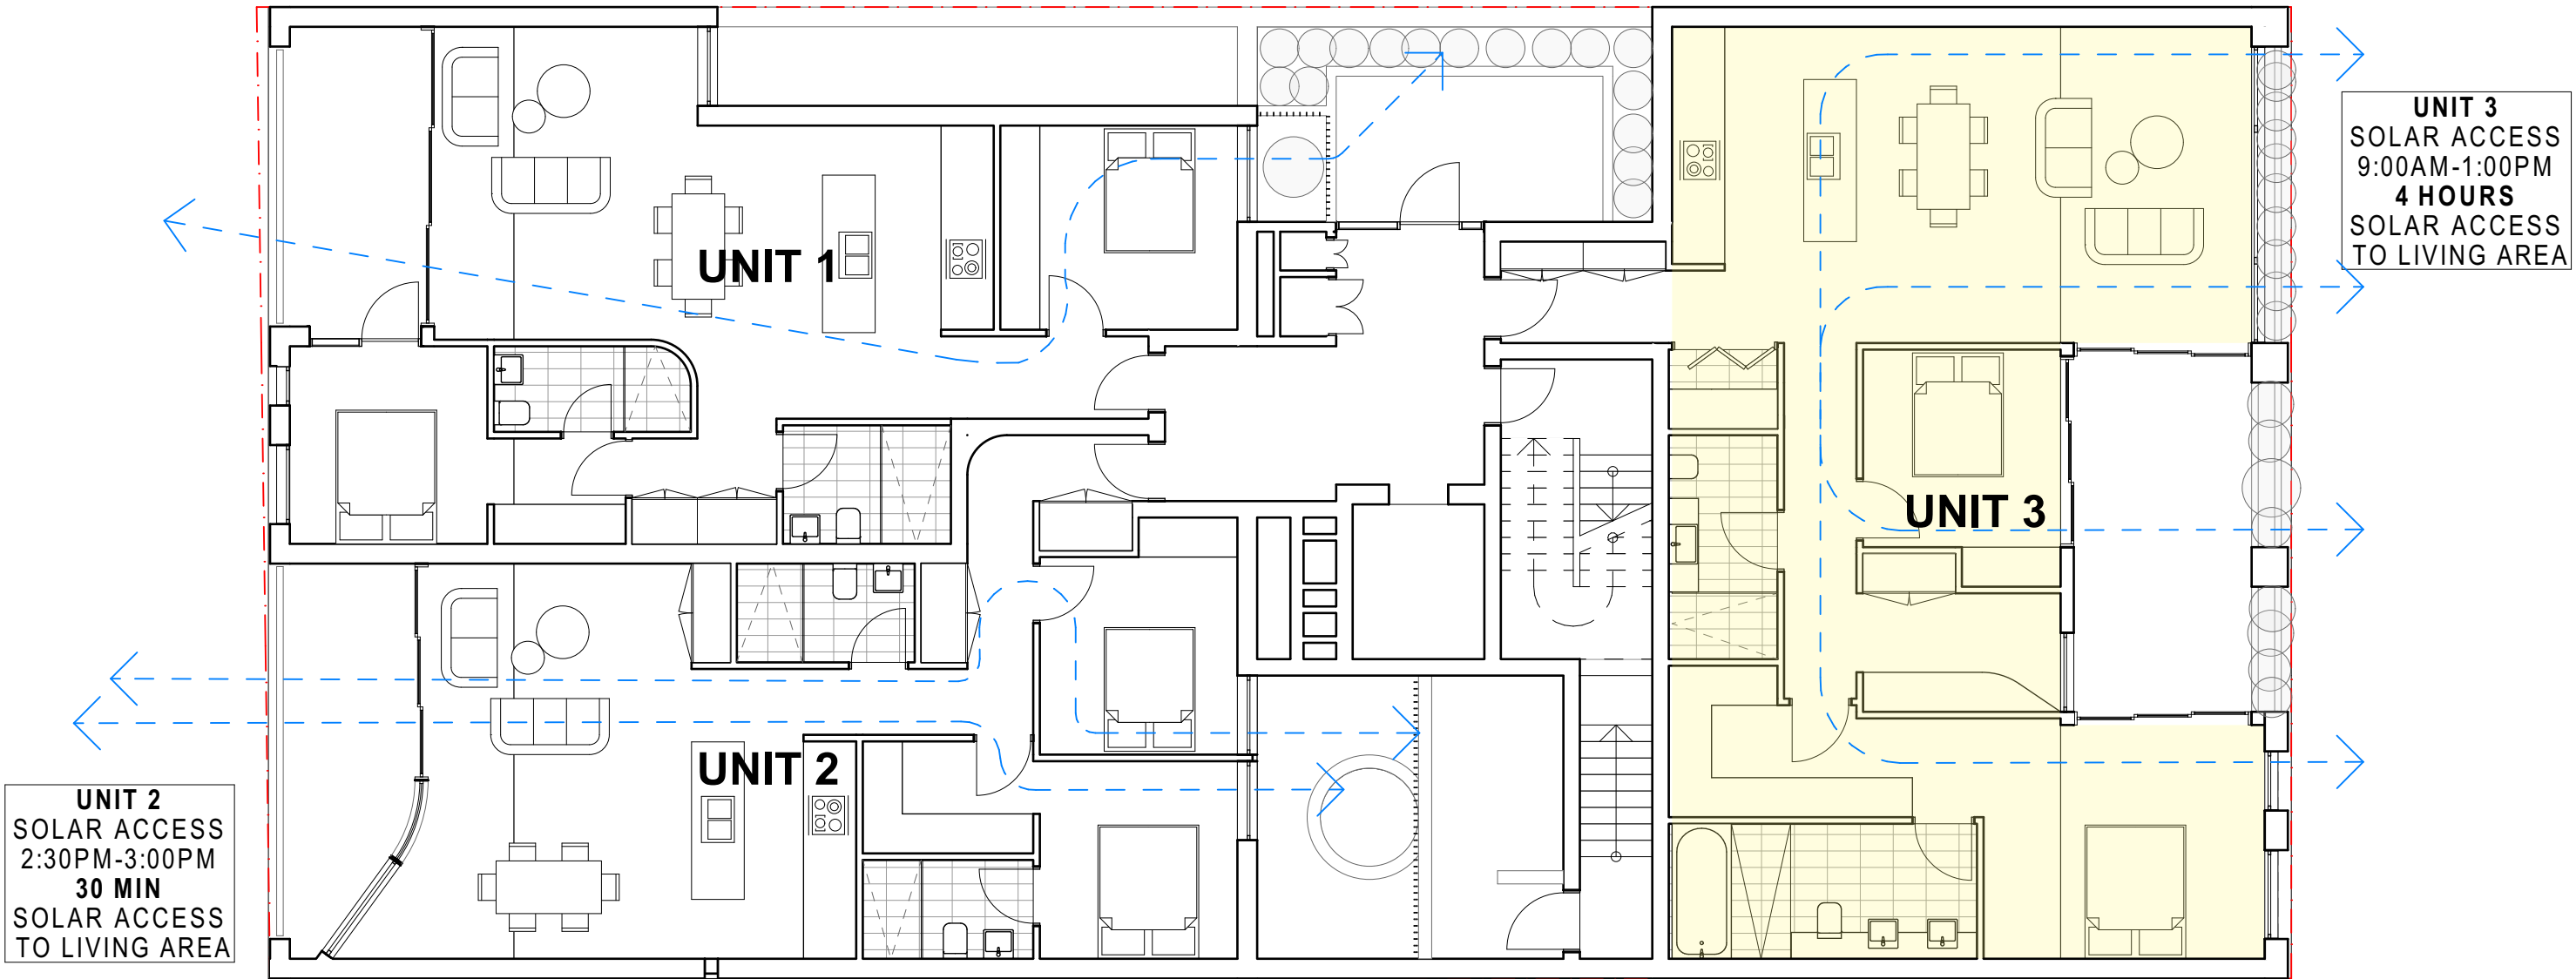 UNIT 1
UNIT 2
UNIT 3
UNIT 3
SOLAR ACCESS
9:00AM-1:00PM
4 HOURS
SOLAR ACCESS
TO LIVING AREA
UNIT 2
SOLAR ACCESS
2:30PM-3:00PM
30 MIN
SOLAR ACCESS
TO LIVING AREA